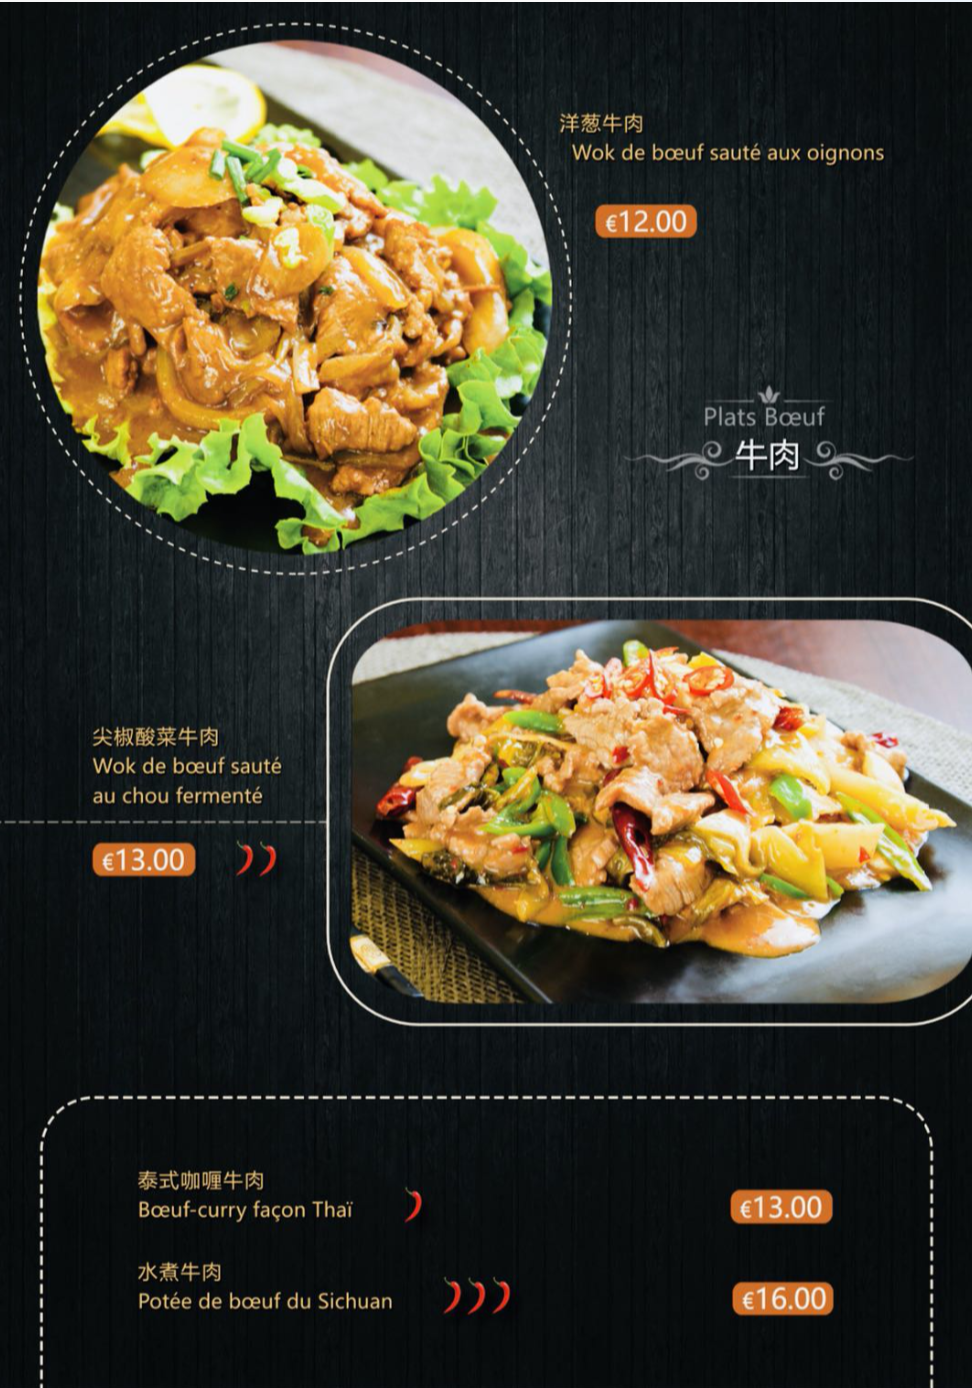 洋葱牛肉
Wok de bœuf sauté aux oignons
€12.00
Plats Bœuf
牛肉
尖椒酸菜牛肉
Wok de bœuf sauté
au chou fermenté
€13.00
泰式咖喱牛肉
Bœuf-curry façon Thaï
€13.00
水煮牛肉
Potée de bœuf du Sichuan
€16.00